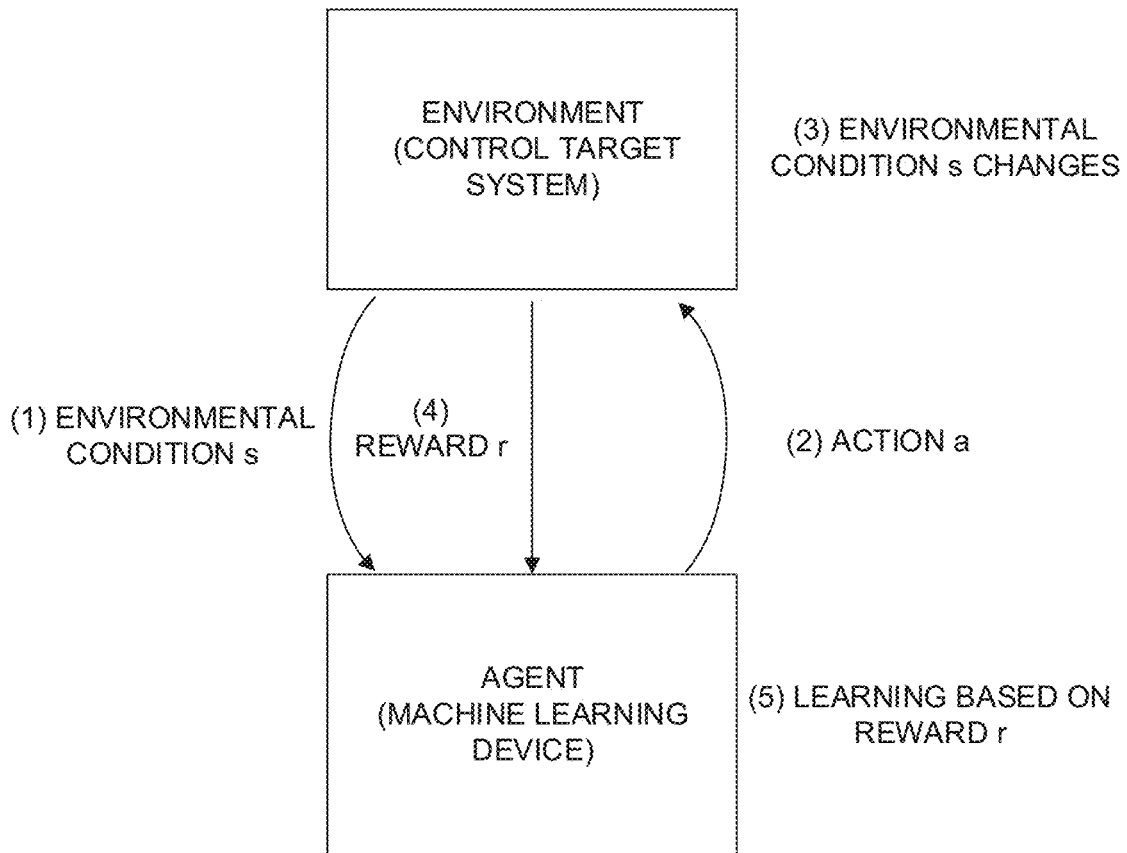 ENVIRONMENT
(CONTROL TARGET
SYSTEM)
(3) ENVIRONMENTAL
CONDITION s CHANGES
(1) ENVIRONMENTAL
CONDITION s
(4)
REWARD r
(2) ACTION a
AGENT
(MACHINE LEARNING
DEVICE)
(5) LEARNING BASED ON
REWARD r